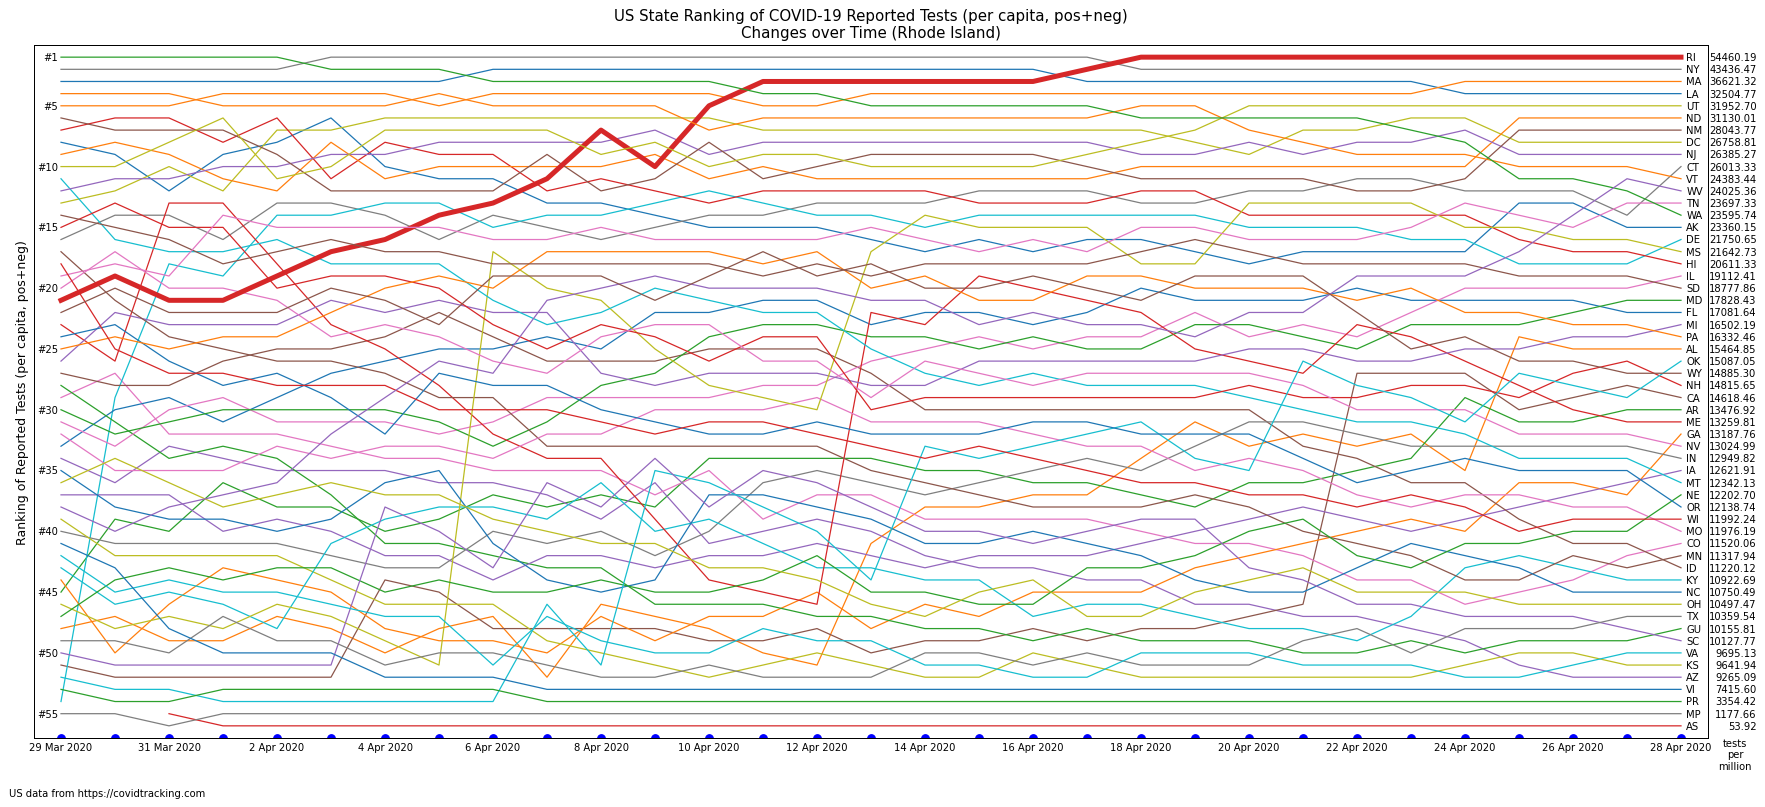 US State Ranking of COVID-19 Reported Tests (per capita, pos+neg)
Changes over Time (Rhode Island)
Ranking of Reported Tests (per capita, pos+neg)
#1
#5
#10
#15
#20
#25
#30
#35
#40
#45
#50
#55
RI 54460.19
NY 43436.47
MA 36621.32
LA 32504.77
UT 31952.70
ND 31130.01
NM 28043.77
DC 26758.81
NJ 26385.27
CT 26013.33
VT 24383.44
WV 24025.36
TN 23697.33
WA 23595.74
AK 23360.15
DE 21750.65
MS 21642.73
HI 20611.33
IL 19112.41
SD 18777.86
MD 17828.43
FL 17081.64
MI 16502.19
PA 16332.46
AL 15464.85
OK 15087.05
WY 14885.30
NH 14815.65
CA 14618.46
AR 13476.92
ME 13259.81
GA 13187.76
NV 13024.99
IN 12949.82
IA 12621.91
MT 12342.13
NE 12202.70
OR 12138.74
WI 11992.24
MO 11976.19
CO 11520.06
MN 11317.94
ID 11220.12
KY 10922.69
NC 10750.49
OH 10497.47
TX 10359.54
GU 10155.81
SC 10127.77
VA 9695.13
KS 9641.94
AZ 9265.09
VI 7415.60
PR 3354.42
MP 1177.66
AS 53.92
29 Mar 2020
31 Mar 2020
2 Apr 2020
4 Apr 2020
6 Apr 2020
8 Apr 2020
10 Apr 2020
12 Apr 2020
14 Apr 2020
16 Apr 2020
18 Apr 2020
20 Apr 2020
22 Apr 2020
24 Apr 2020
26 Apr 2020
28 Apr 2020
tests
per
million
US data from https://covidtracking.com